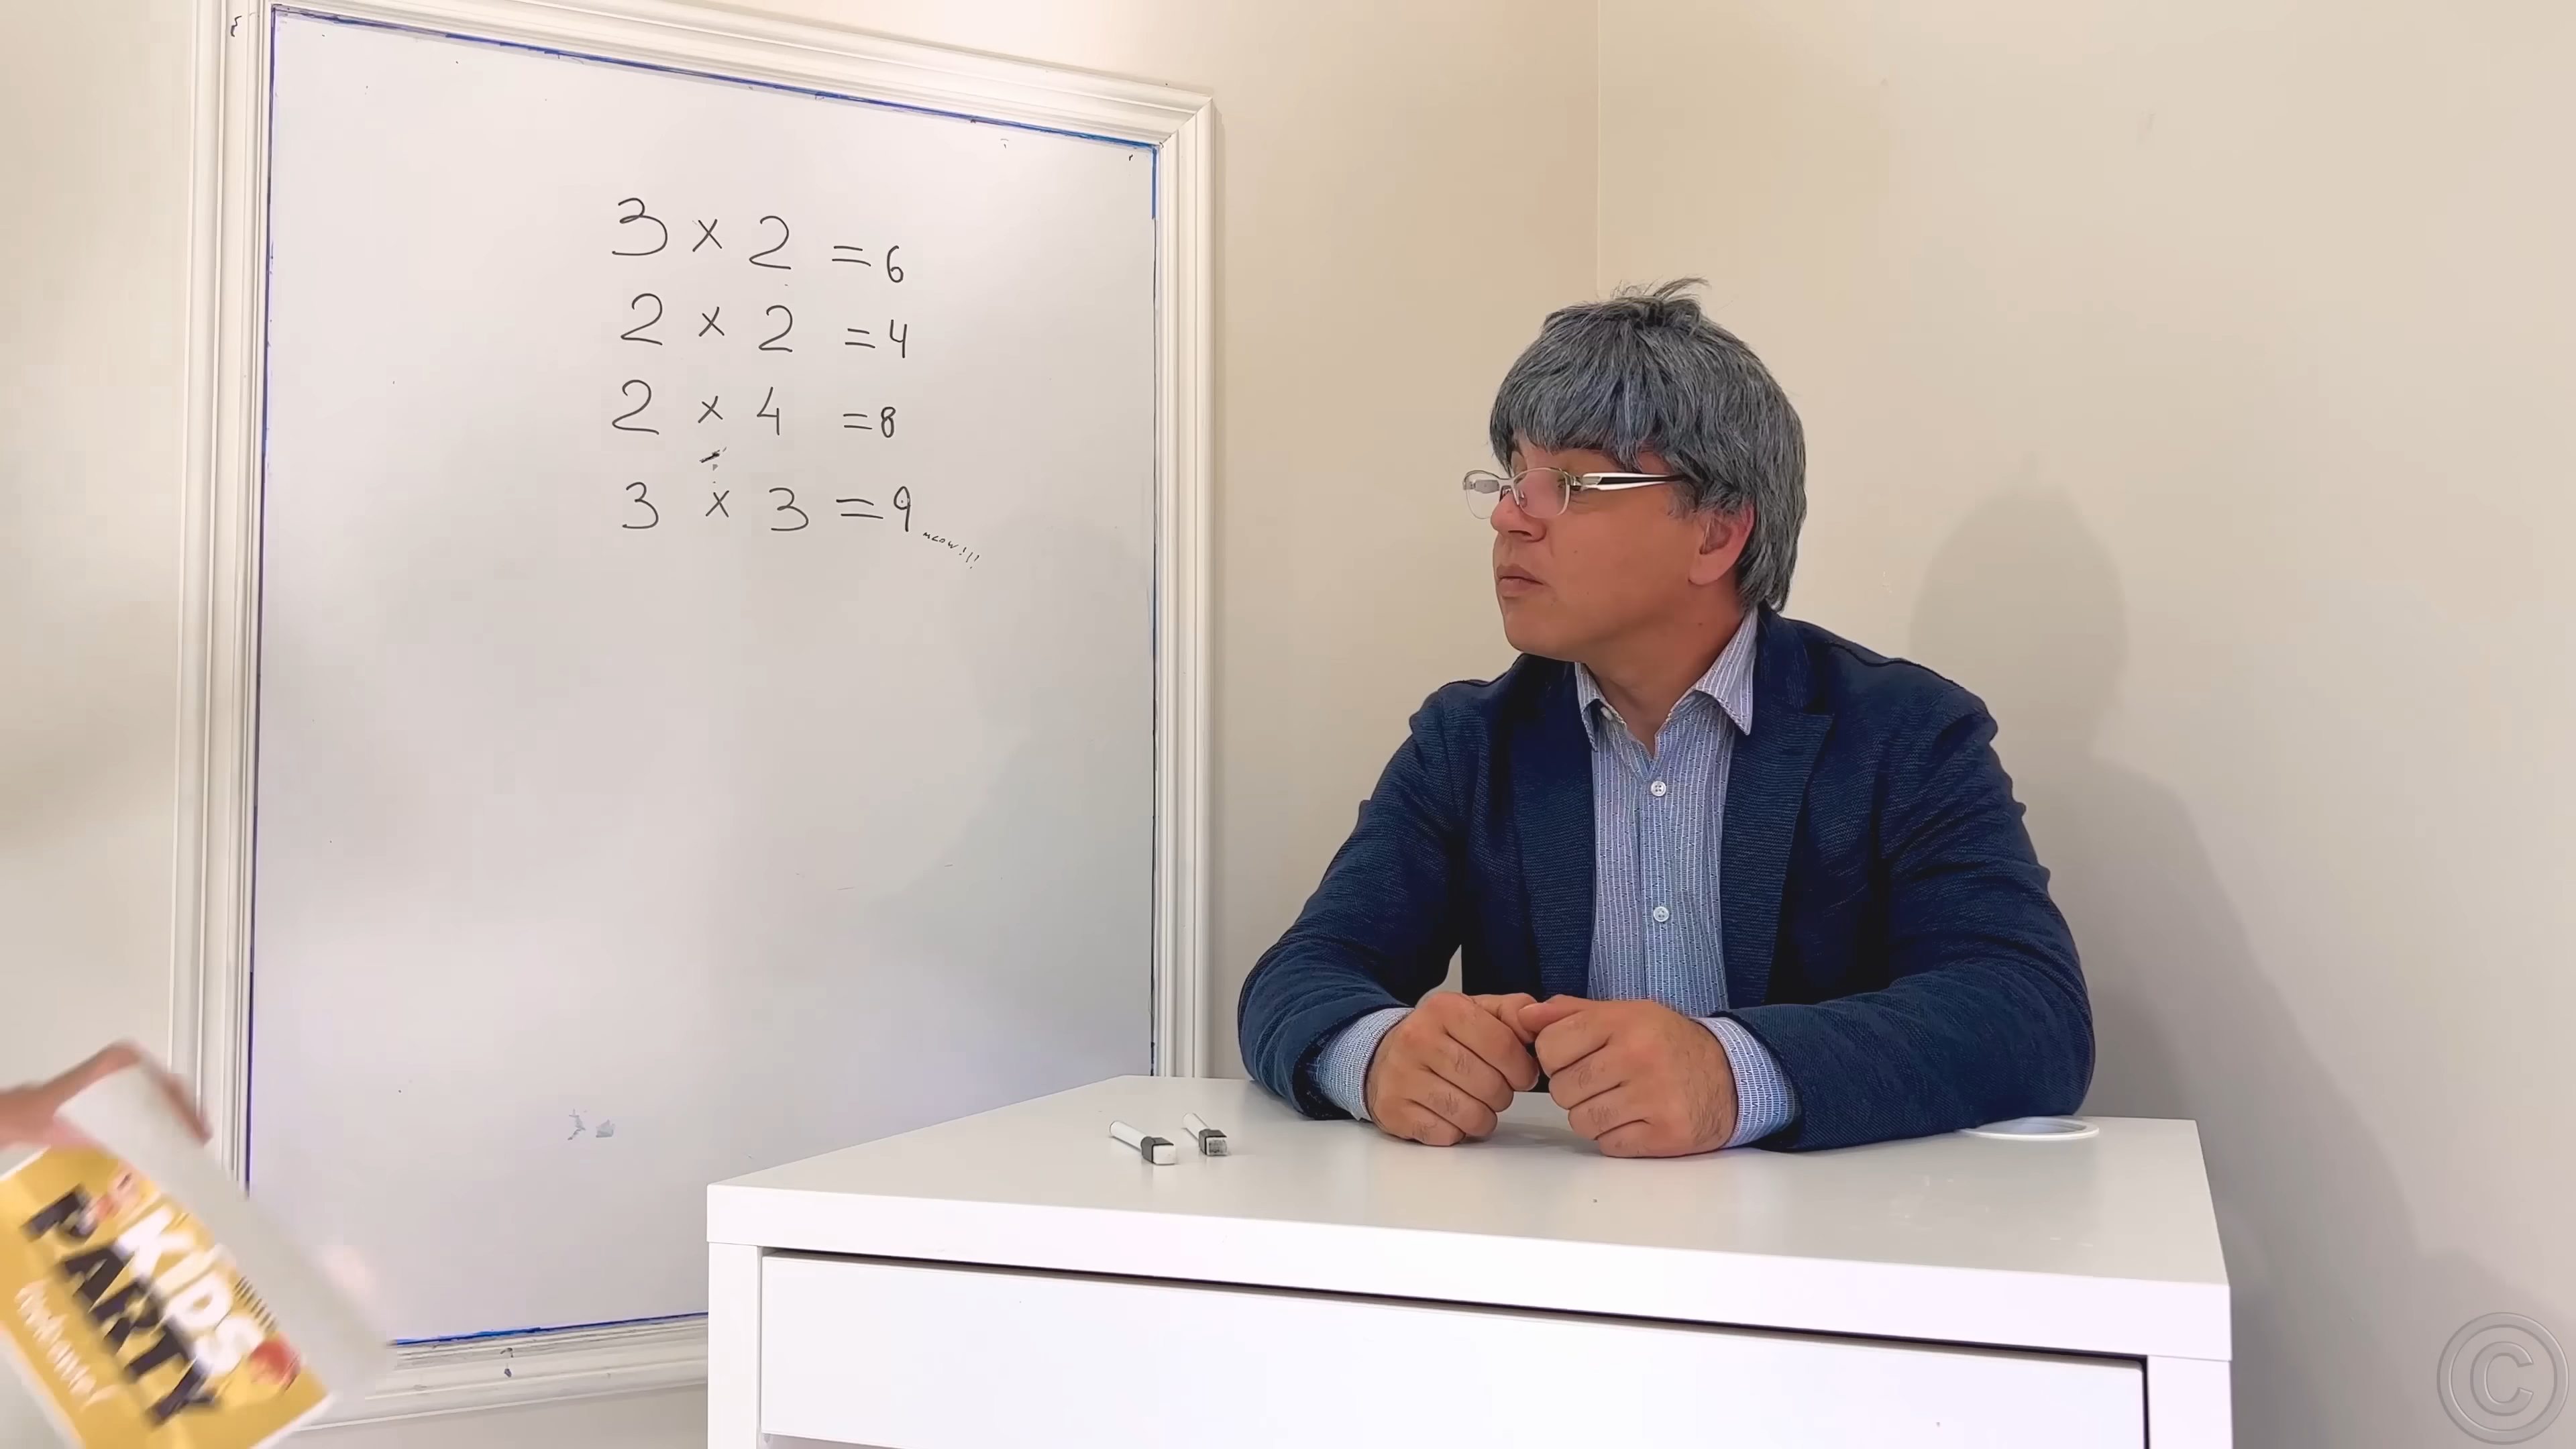 3 × 2 = 6
2 × 2 = 4
2 × 4 = 8
3 × 3 = 9 meow!!!
KIDS
PARTY
©